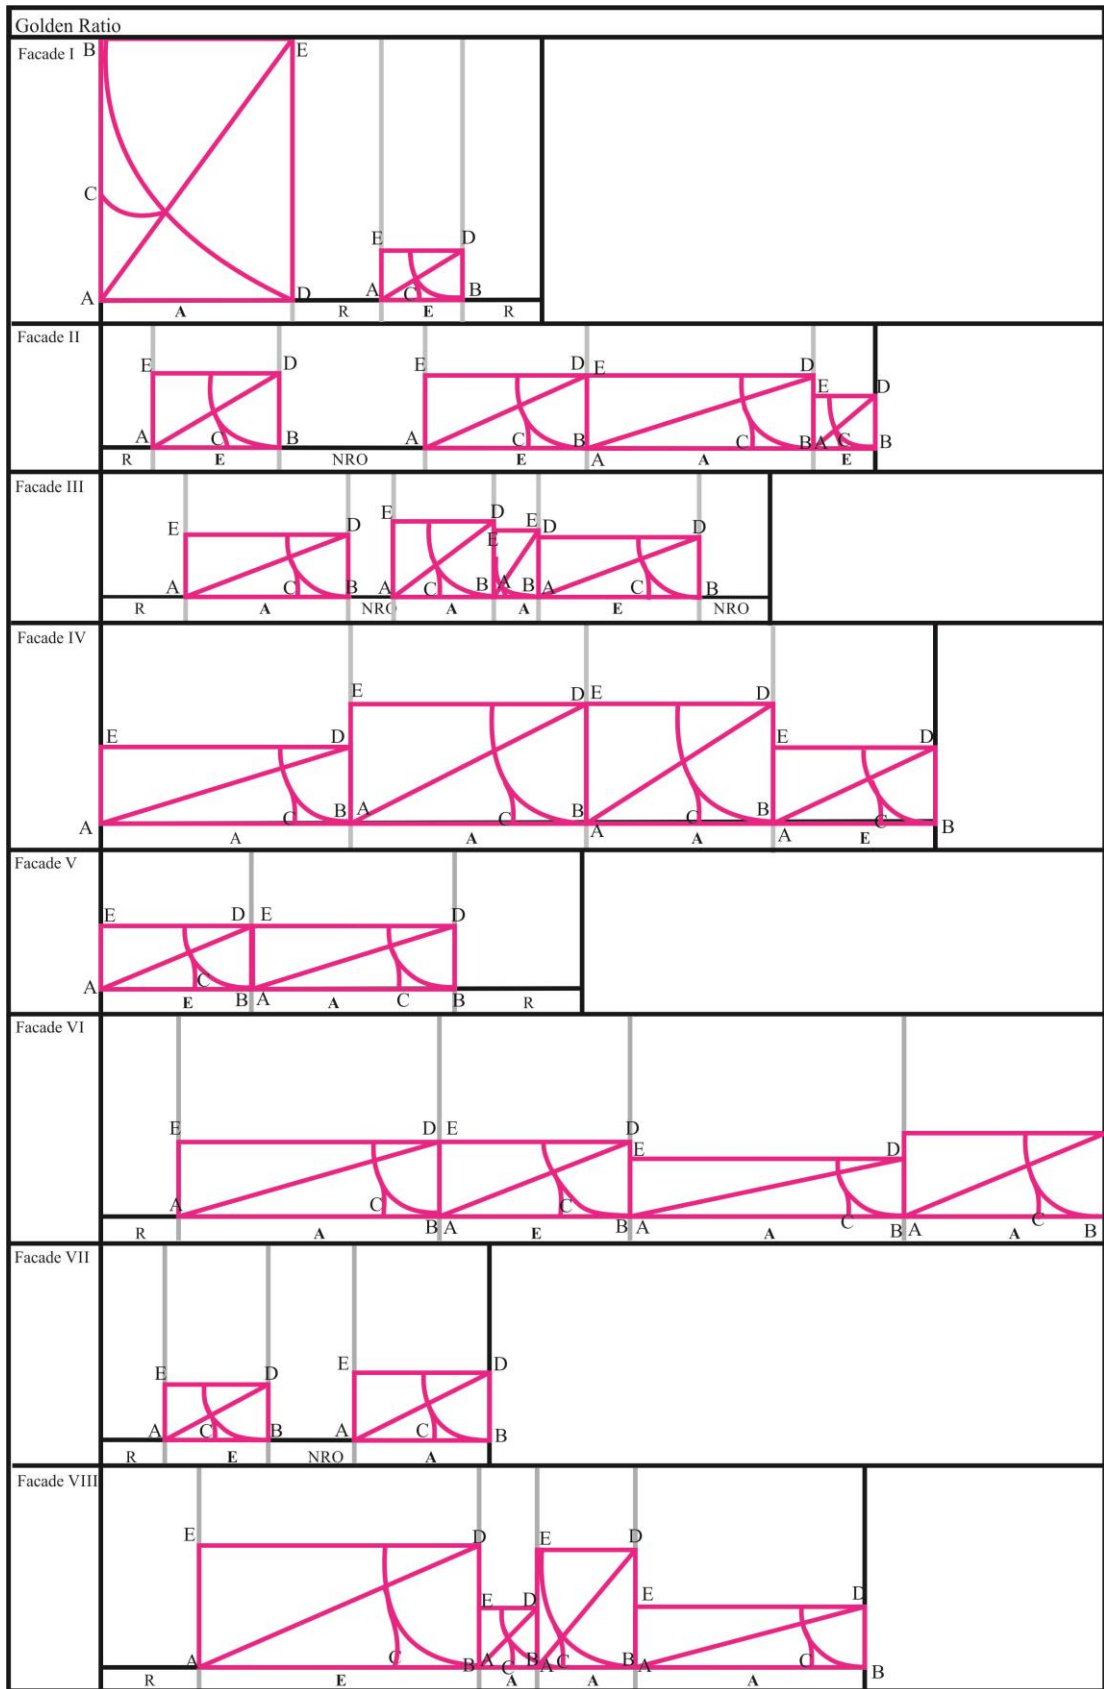 Golden Ratio
Facade I B E
C
E D
A D A C B
A R E R
Facade II
E D E D E D E D
A C B A C B A C B A C B
R E NRO E A E
Facade III
E D E D E E D D
A C B A C B A B A C B
R A NRO A A E NRO
Facade IV
E D E D E D E D
A C B A C B A C B A C B
A A A E
Facade V
E D E D
A C B A C B
E A R
Facade VI
E D E D E D
A C B A C B A C B A C B
R A E A A
Facade VII
E D E D
A C B A C B
R E NRO A
Facade VIII
E D E D E D E D
A C B A C B A C B A C B
R E A A A